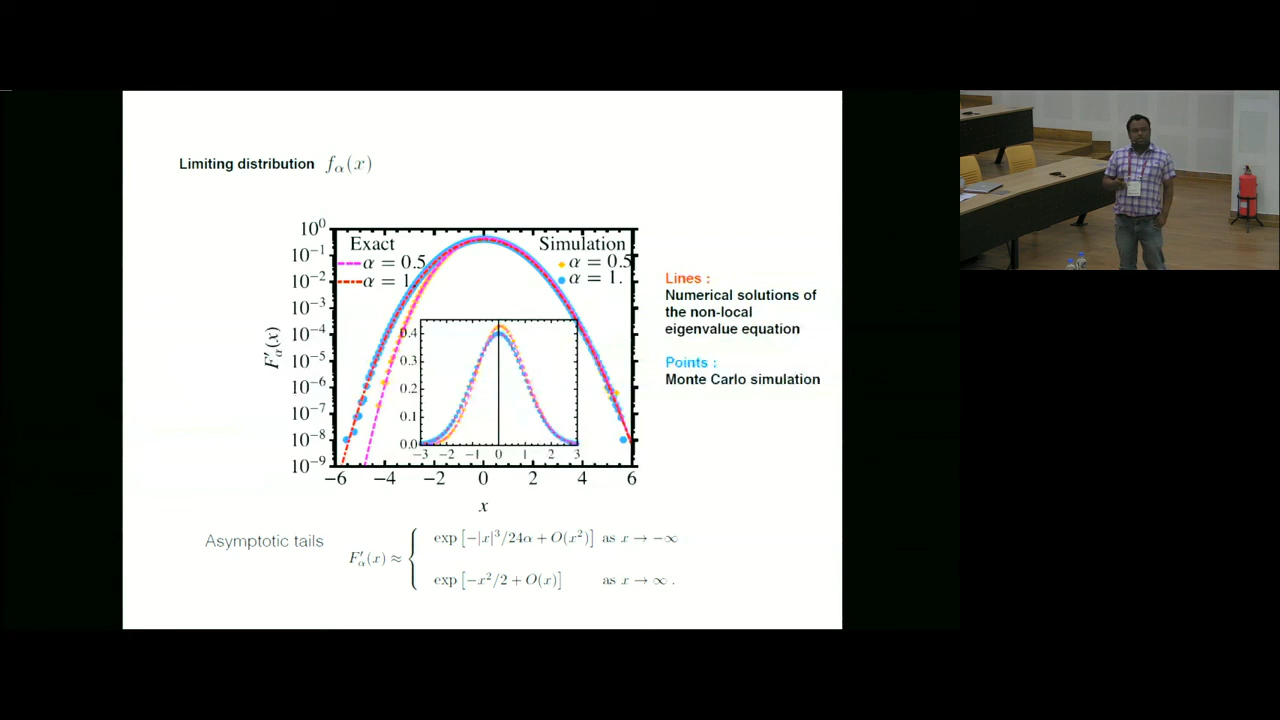 Limiting distribution f_α(x)
Exact
α = 0.5
α = 1.
Simulation
α = 0.5
α = 1.
10^0
10^−1
10^−2
10^−3
10^−4
10^−5
10^−6
10^−7
10^−8
10^−9
F′_α(x)
0.4
0.3
0.2
0.1
0.0
−3 −2 −1 0 1 2 3
−6 −4 −2 0 2 4 6
x
Lines :
Numerical solutions of
the non-local
eigenvalue equation
Points :
Monte Carlo simulation
Asymptotic tails
F′_α(x) ≈ {
exp [−|x|^3/24α + O(x^2)] as x → −∞
exp [−x^2/2 + O(x)] as x → ∞ .